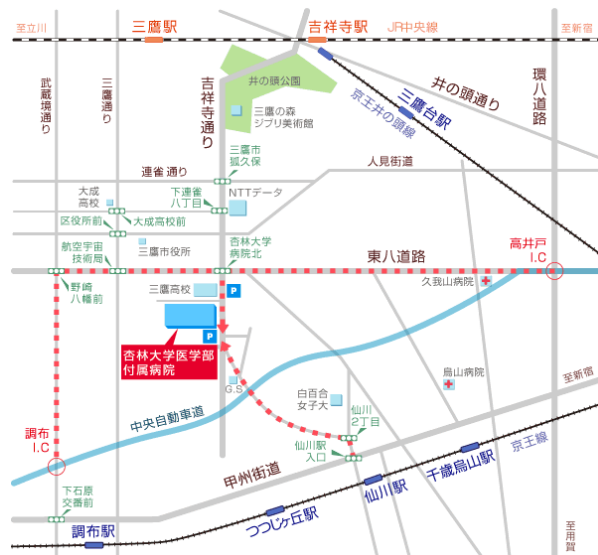 至立川
三鷹駅
吉祥寺駅
JR中央線
至新宿
武蔵境通り
三鷹通り
吉祥寺通り
井の頭公園
井の頭通り
環八道路
三鷹台駅
京王井の頭線
三鷹の森
ジブリ美術館
三鷹市
狐久保
連雀通り
人見街道
大成
高校
下連雀
八丁目
NTTデータ
区役所前
大成高校前
航空宇宙
技術局
三鷹市役所
杏林大学
病院北
東八道路
高井戸
I.C
野崎
八幡前
三鷹高校
P
久我山病院
P
杏林大学医学部
付属病院
G.S
白百合
女子大
烏山病院
至新宿
仙川
2丁目
中央自動車道
調布
I.C
仙川駅
入口
甲州街道
京王線
千歳烏山駅
仙川駅
下石原
交番前
つつじヶ丘駅
調布駅
至用賀